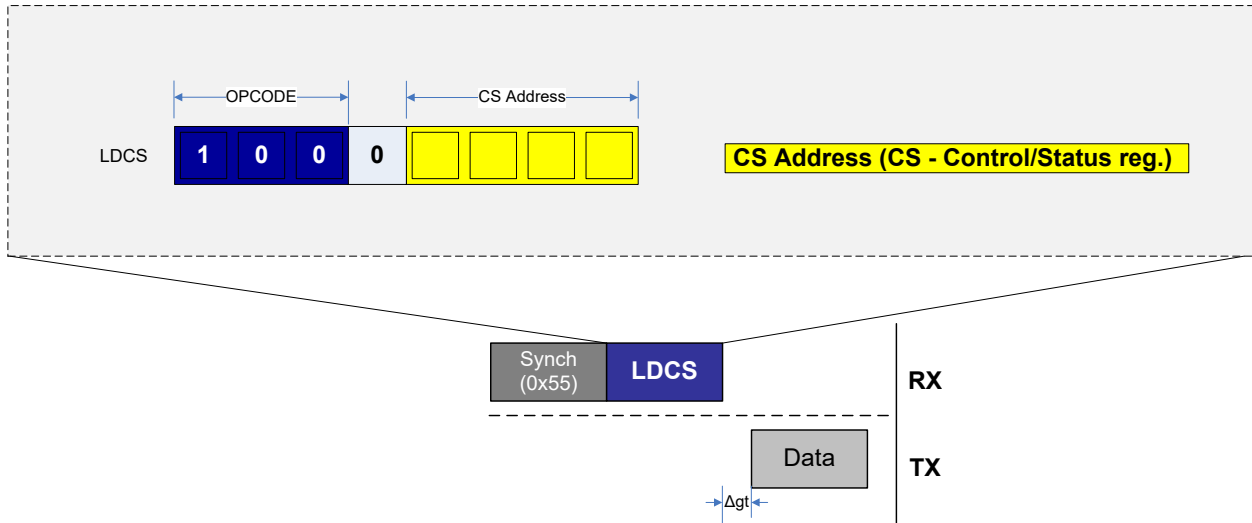 OPCODE
CS Address
LDCS
1 0 0 0
CS Address (CS - Control/Status reg.)
Synch
(0x55)
LDCS
RX
Data
TX
Δgt